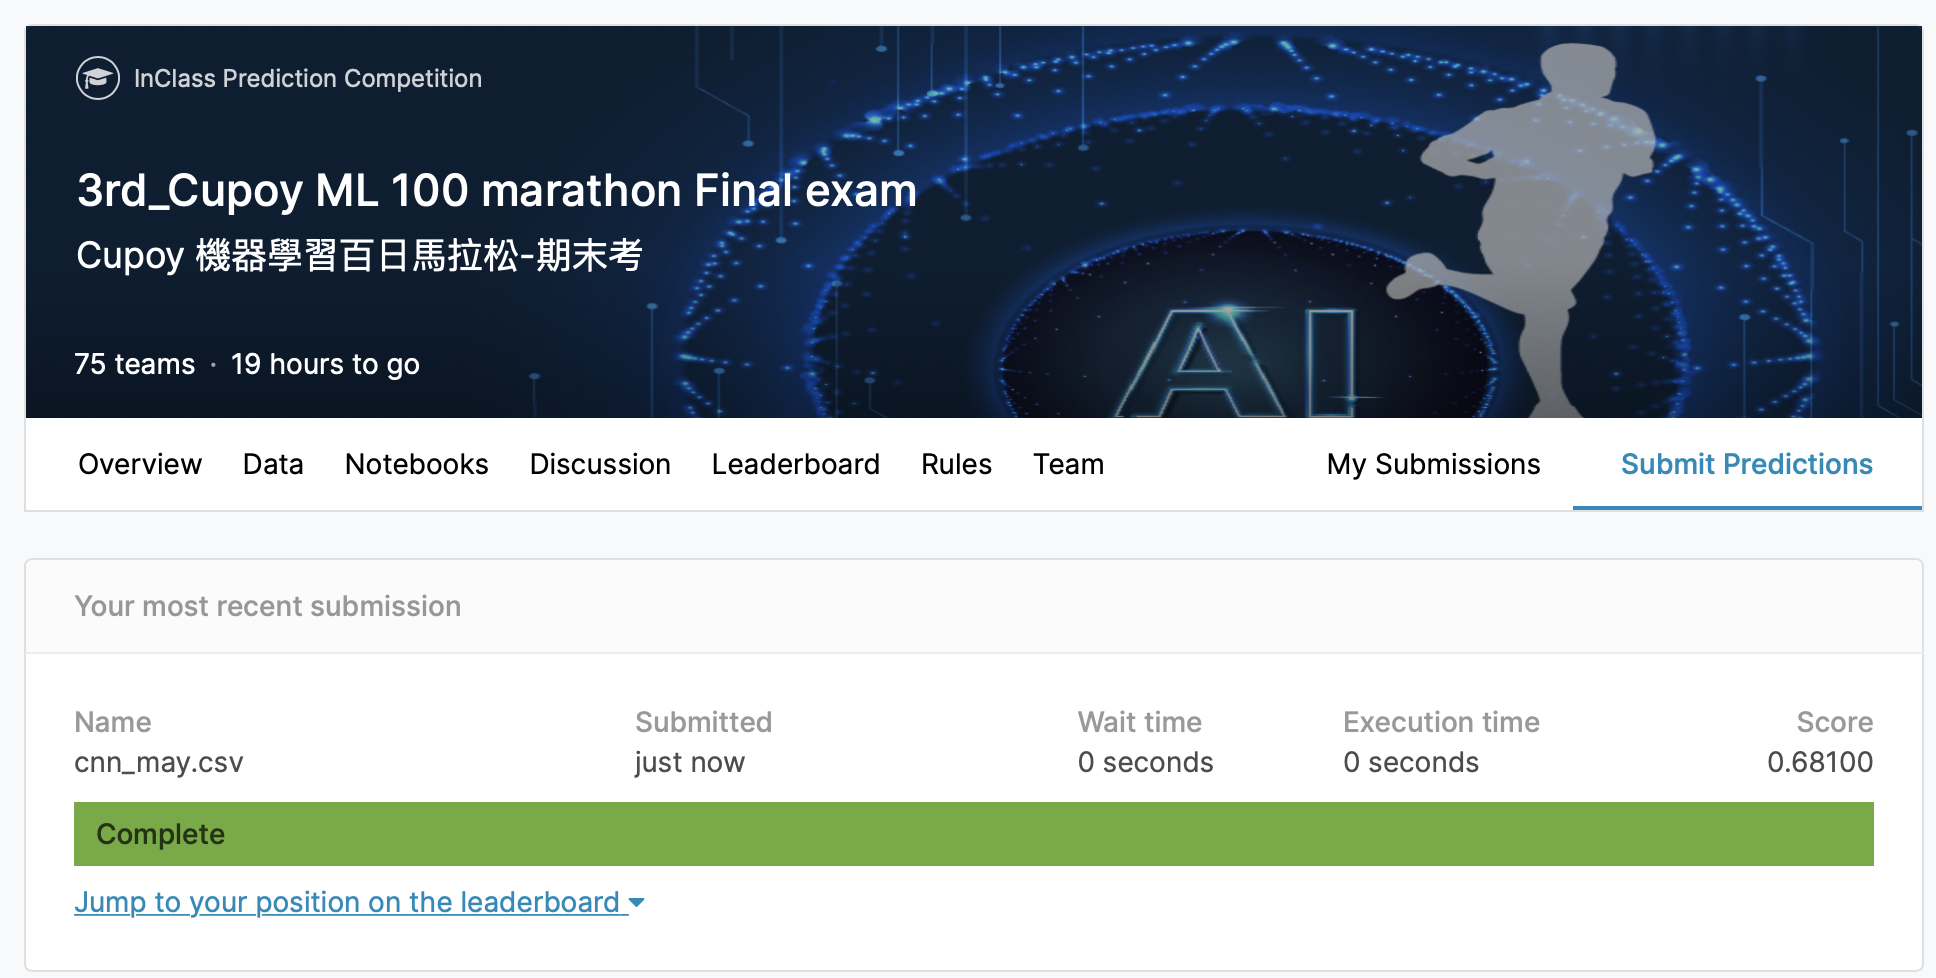 InClass Prediction Competition
3rd_Cupoy ML 100 marathon Final exam
Cupoy 機器學習百日馬拉松-期末考
75 teams · 19 hours to go
AI
Overview Data Notebooks Discussion Leaderboard Rules Team My Submissions Submit Predictions
Your most recent submission
Name Submitted Wait time Execution time Score
cnn_may.csv just now 0 seconds 0 seconds 0.68100
Complete
Jump to your position on the leaderboard